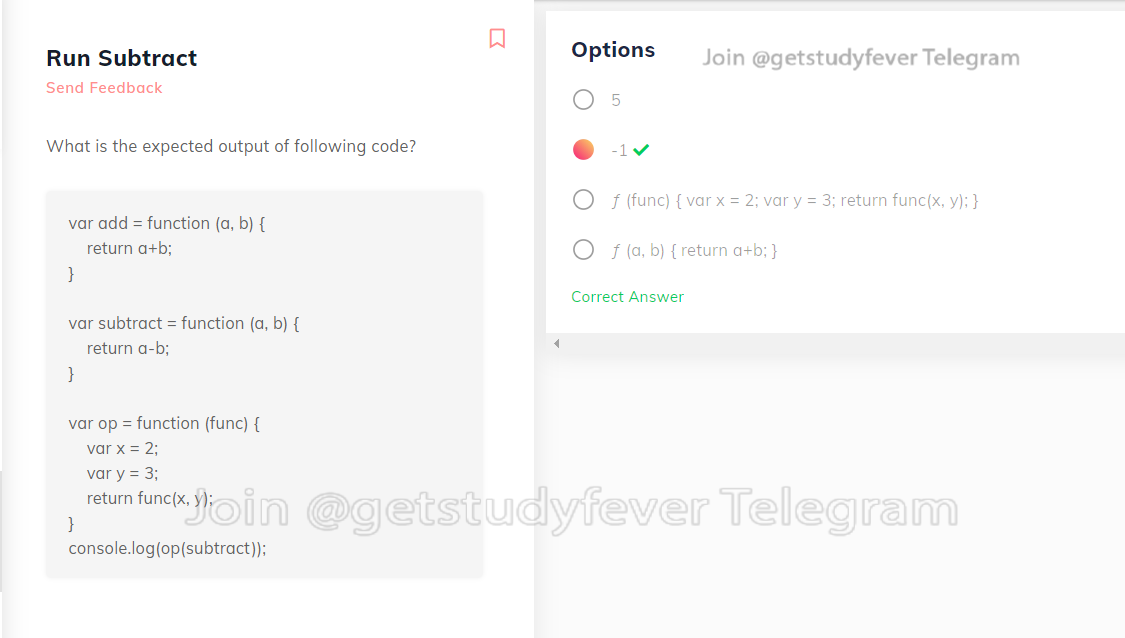 Run Subtract
Send Feedback
What is the expected output of following code?
var add = function (a, b) {
    return a+b;
}
var subtract = function (a, b) {
    return a-b;
}
var op = function (func) {
    var x = 2;
    var y = 3;
    return func(x, y);
}
console.log(op(subtract));
Options
Join @getstudyfever Telegram
5
-1
ƒ (func) { var x = 2; var y = 3; return func(x, y); }
ƒ (a, b) { return a+b; }
Correct Answer
Join @getstudyfever Telegram